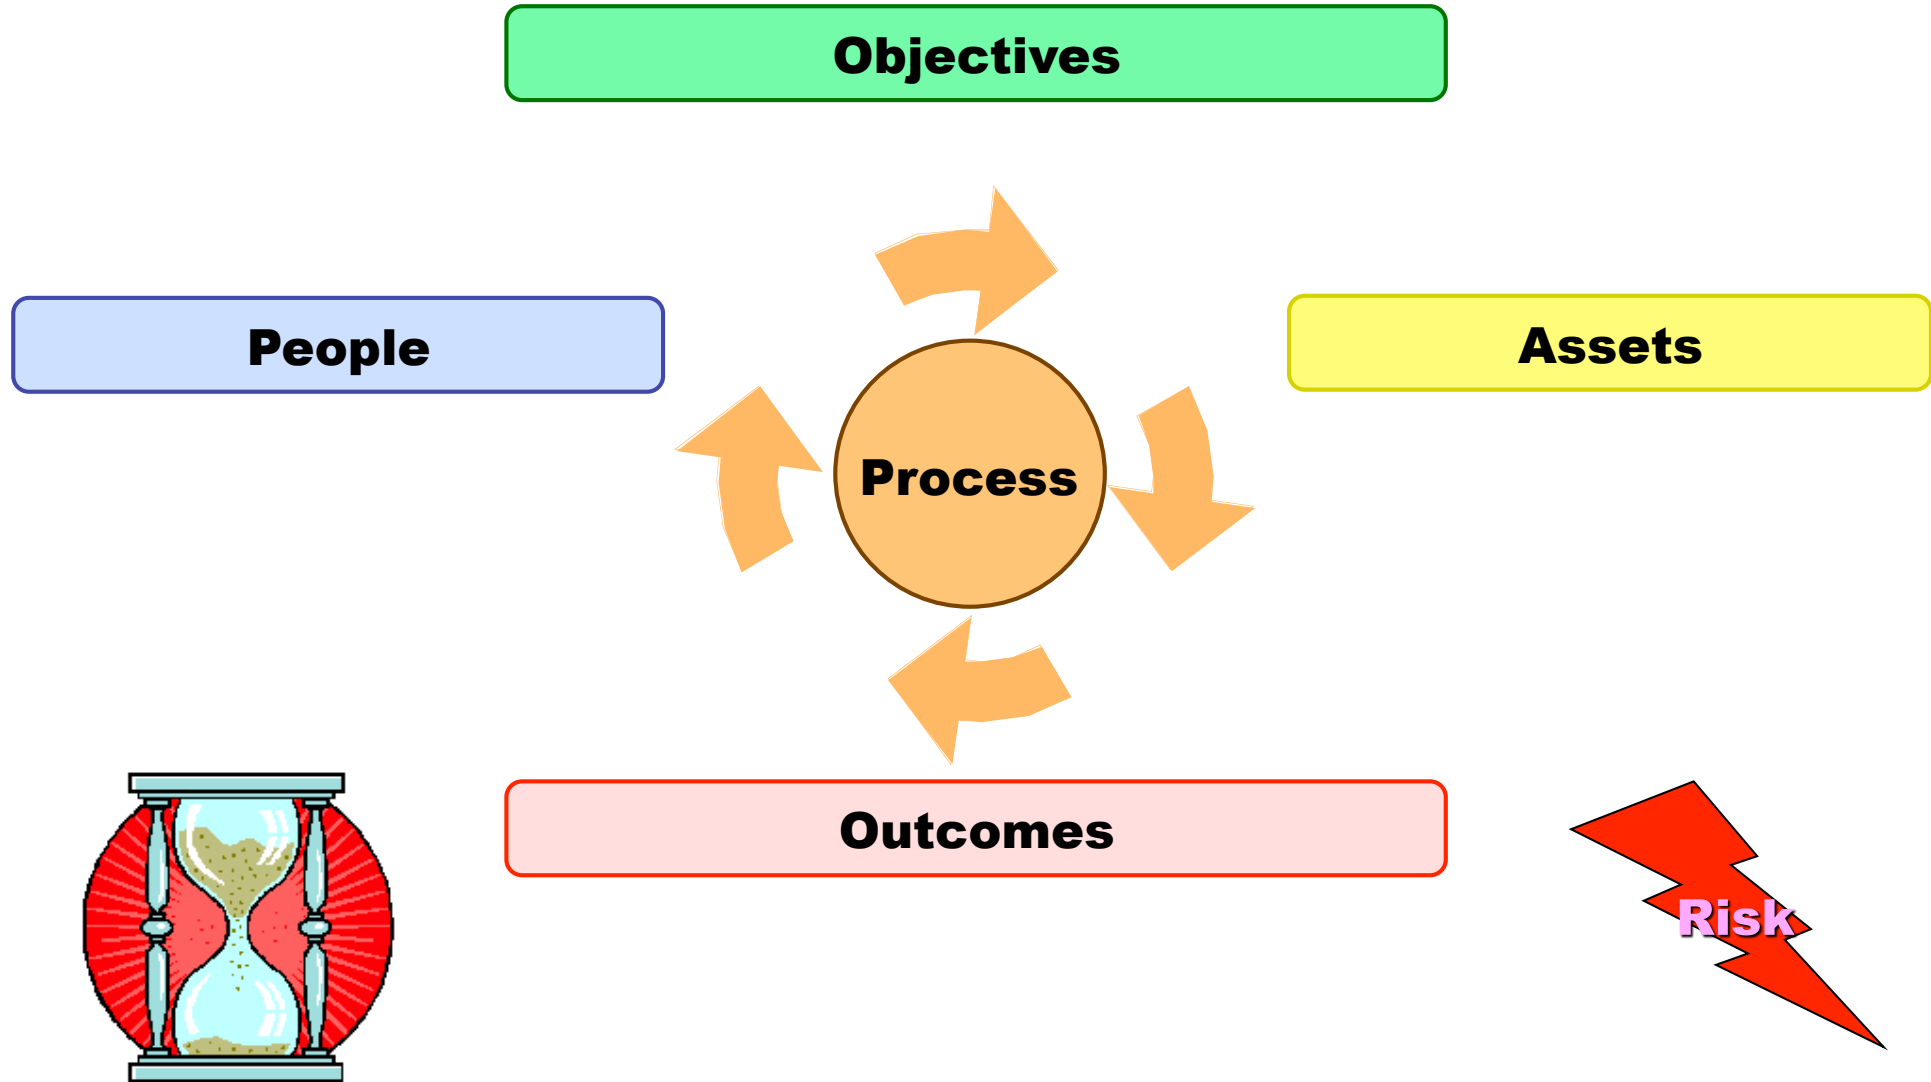 Objectives
People
Assets
Process
Outcomes
Risk